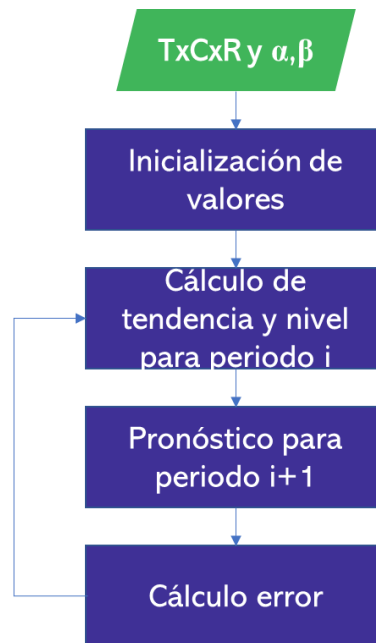 TxCxR y α,β
Inicialización de
valores
Cálculo de
tendencia y nivel
para periodo i
Pronóstico para
periodo i+1
Cálculo error